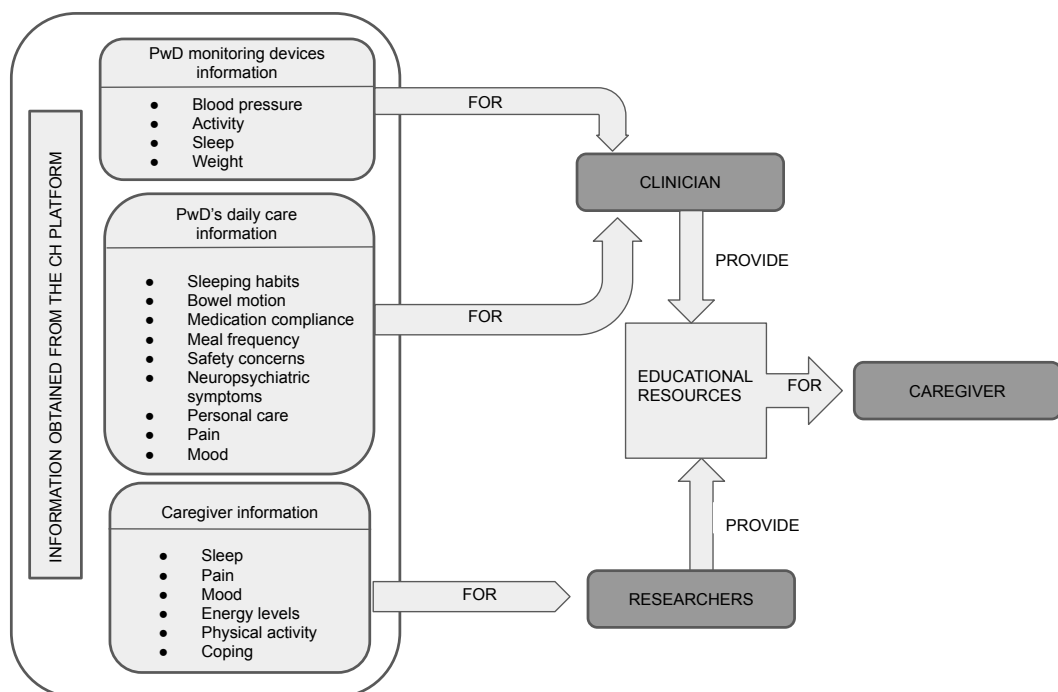 INFORMATION OBTAINED FROM THE CH PLATFORM
PwD monitoring devices
information
● Blood pressure
● Activity
● Sleep
● Weight
PwD's daily care
information
● Sleeping habits
● Bowel motion
● Medication compliance
● Meal frequency
● Safety concerns
● Neuropsychiatric
symptoms
● Personal care
● Pain
● Mood
Caregiver information
● Sleep
● Pain
● Mood
● Energy levels
● Physical activity
● Coping
FOR
FOR
FOR
CLINICIAN
PROVIDE
EDUCATIONAL
RESOURCES
FOR
CAREGIVER
PROVIDE
RESEARCHERS